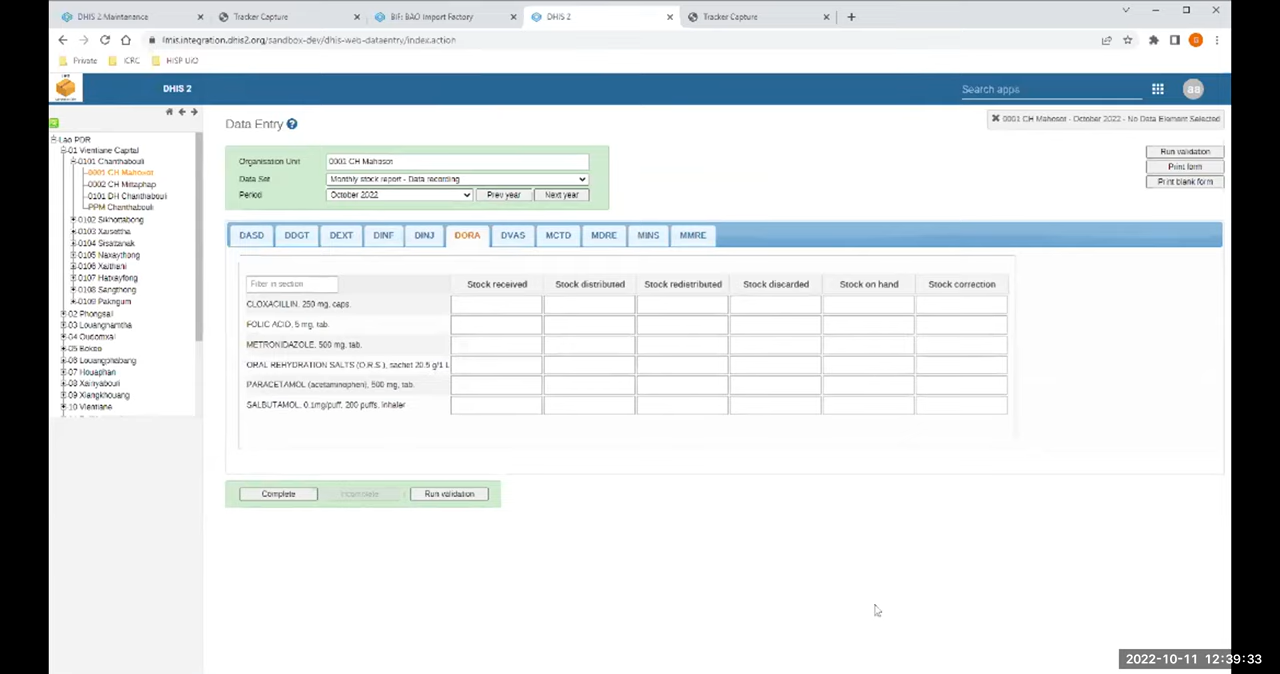 DHIS 2 Maintenance
Tracker Capture
BIF: BAO Import Factory
DHIS 2
Tracker Capture
lmis.integration.dhis2.org/sandbox-dev/dhis-web-dataentry/index.action
Private
ICRC
HISP UiO
DHIS 2
Search apps
aa
Data Entry
0001 CH Mahosot - October 2022 - No Data Element Selected
Lao PDR
01 Vientiane Capital
0101 Chanthabouli
0001 CH Mahosot
0002 CH Mittaphap
0101 DH Chanthabouli
PPM Chanthabouli
0102 Sikhottabong
0103 Xaisettha
0104 Sisattanak
0105 Naxaythong
0106 Xaithani
0107 Hatxayfong
0108 Sangthong
0109 Pakngum
02 Phongsali
03 Louangnamtha
04 Oudomxai
05 Bokeo
06 Louangphabang
07 Houaphan
08 Xainyabouli
09 Xiangkhouang
10 Vientiane
Organisation Unit
0001 CH Mahosot
Data Set
Monthly stock report - Data recording
Period
October 2022
Prev year
Next year
Run validation
Print form
Print blank form
DASD DDGT DEXT DINF DINJ DORA DVAS MCTD MDRE MINS MMRE
Filter in section
Stock received Stock distributed Stock redistributed Stock discarded Stock on hand Stock correction
CLOXACILLIN, 250 mg, caps.
FOLIC ACID, 5 mg, tab.
METRONIDAZOLE, 500 mg, tab.
ORAL REHYDRATION SALTS (O.R.S.), sachet 20.5 g/1 L
PARACETAMOL (acetaminophen), 500 mg, tab.
SALBUTAMOL, 0.1mg/puff, 200 puffs, inhaler
Complete
Incomplete
Run validation
2022-10-11 12:39:33